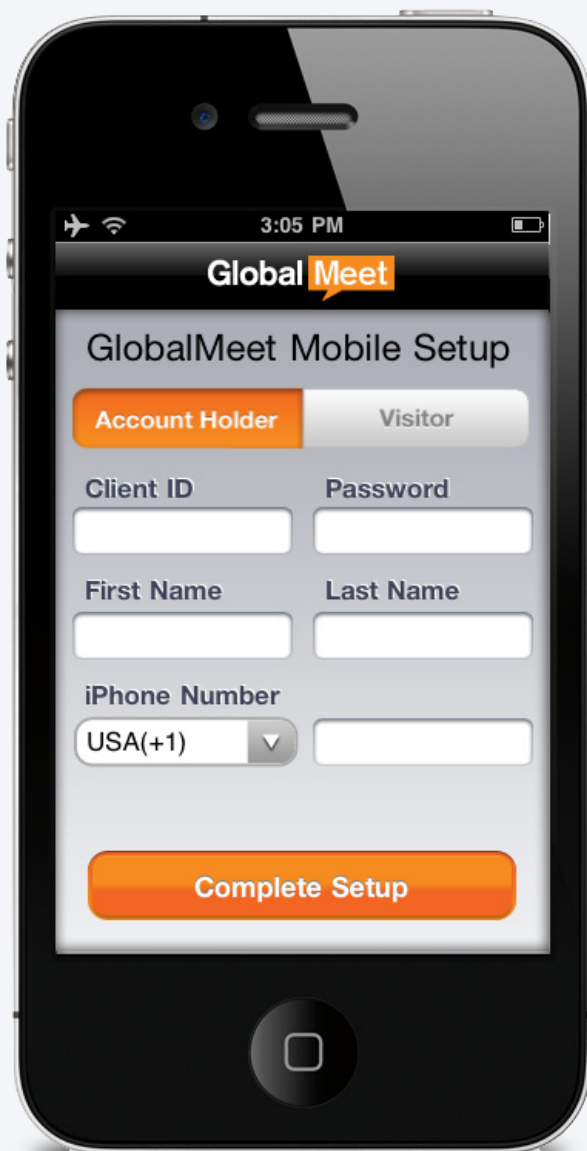 3:05 PM
Global Meet
GlobalMeet Mobile Setup
Account Holder Visitor
Client ID Password
First Name Last Name
iPhone Number
USA(+1)
Complete Setup